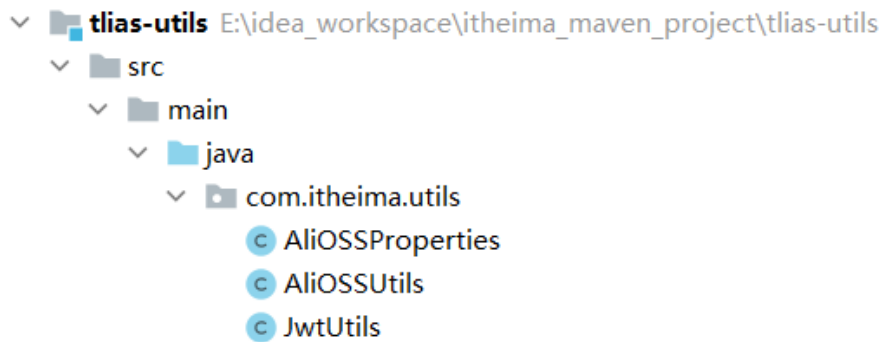 tlias-utils E:\idea_workspace\itheima_maven_project\tlias-utils
src
main
java
com.itheima.utils
C AliOSSProperties
C AliOSSUtils
C JwtUtils